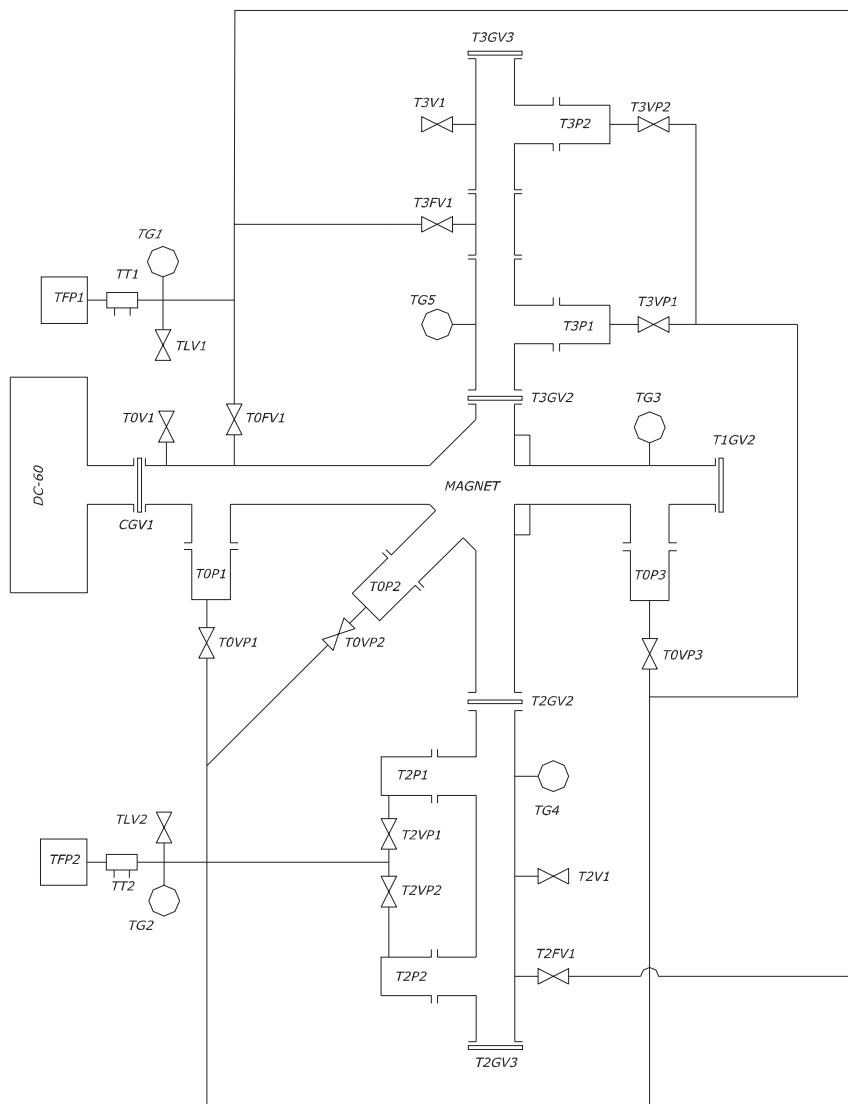 T3GV3
T3V1
T3VP2
T3P2
T3FV1
TG1
TT1
TFP1
TG5
T3VP1
T3P1
TLV1
T3GV2
TG3
T0V1
T0FV1
T1GV2
DC-60
MAGNET
CGV1
T0P1
T0P2
T0P3
T0VP1
T0VP2
T0VP3
T2GV2
T2P1
TG4
TLV2
T2VP1
TFP2
TT2
T2VP2
T2V1
TG2
T2FV1
T2P2
T2GV3